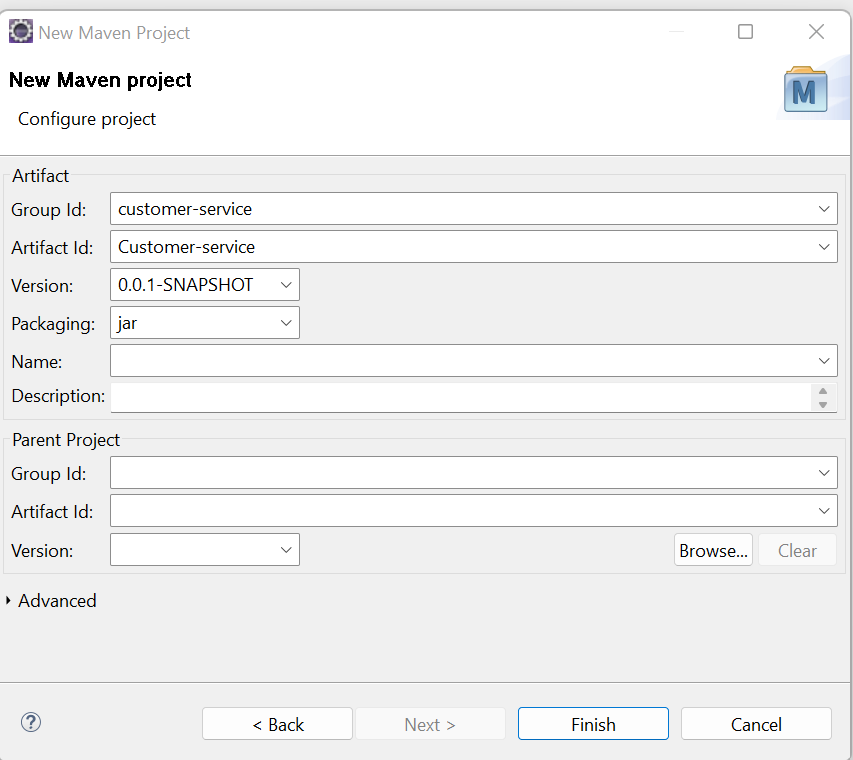 New Maven Project
New Maven project
Configure project
M
Artifact
Group Id: customer-service
Artifact Id: Customer-service
Version: 0.0.1-SNAPSHOT
Packaging: jar
Name:
Description:
Parent Project
Group Id:
Artifact Id:
Version: Browse... Clear
Advanced
? < Back Next > Finish Cancel